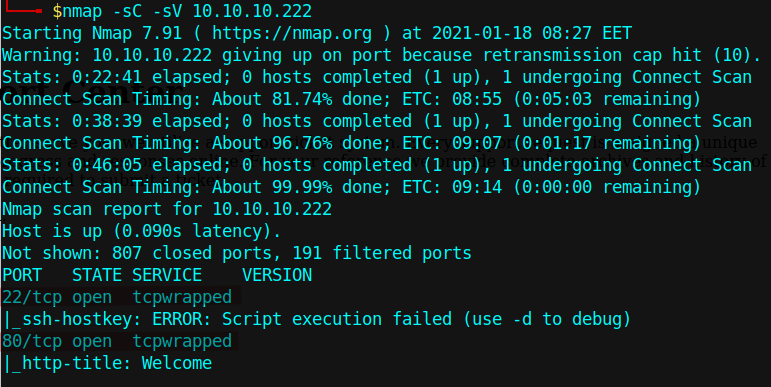 $nmap -sC -sV 10.10.10.222
Starting Nmap 7.91 ( https://nmap.org ) at 2021-01-18 08:27 EET
Warning: 10.10.10.222 giving up on port because retransmission cap hit (10).
Stats: 0:22:41 elapsed; 0 hosts completed (1 up), 1 undergoing Connect Scan
Connect Scan Timing: About 81.74% done; ETC: 08:55 (0:05:03 remaining)
Stats: 0:38:39 elapsed; 0 hosts completed (1 up), 1 undergoing Connect Scan
Connect Scan Timing: About 96.76% done; ETC: 09:07 (0:01:17 remaining)
Stats: 0:46:05 elapsed; 0 hosts completed (1 up), 1 undergoing Connect Scan
Connect Scan Timing: About 99.99% done; ETC: 09:14 (0:00:00 remaining)
Nmap scan report for 10.10.10.222
Host is up (0.090s latency).
Not shown: 807 closed ports, 191 filtered ports
PORT   STATE SERVICE    VERSION
22/tcp open  tcpwrapped
|_ssh-hostkey: ERROR: Script execution failed (use -d to debug)
80/tcp open  tcpwrapped
|_http-title: Welcome